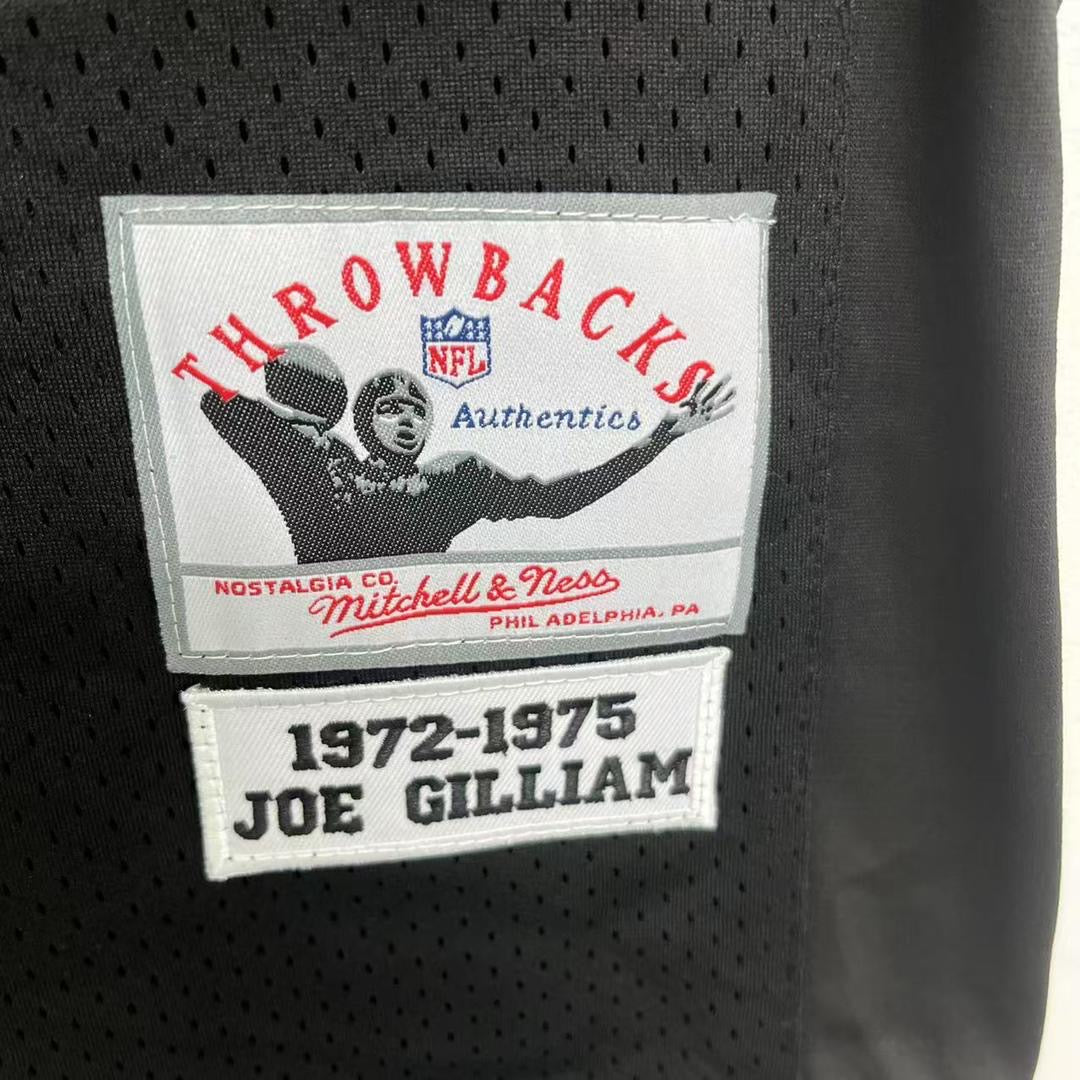 THROWBACKS
NFL
Authentics
NOSTALGIA CO.
Mitchell & Ness
PHILADELPHIA, PA
1972-1975
JOE GILLIAM